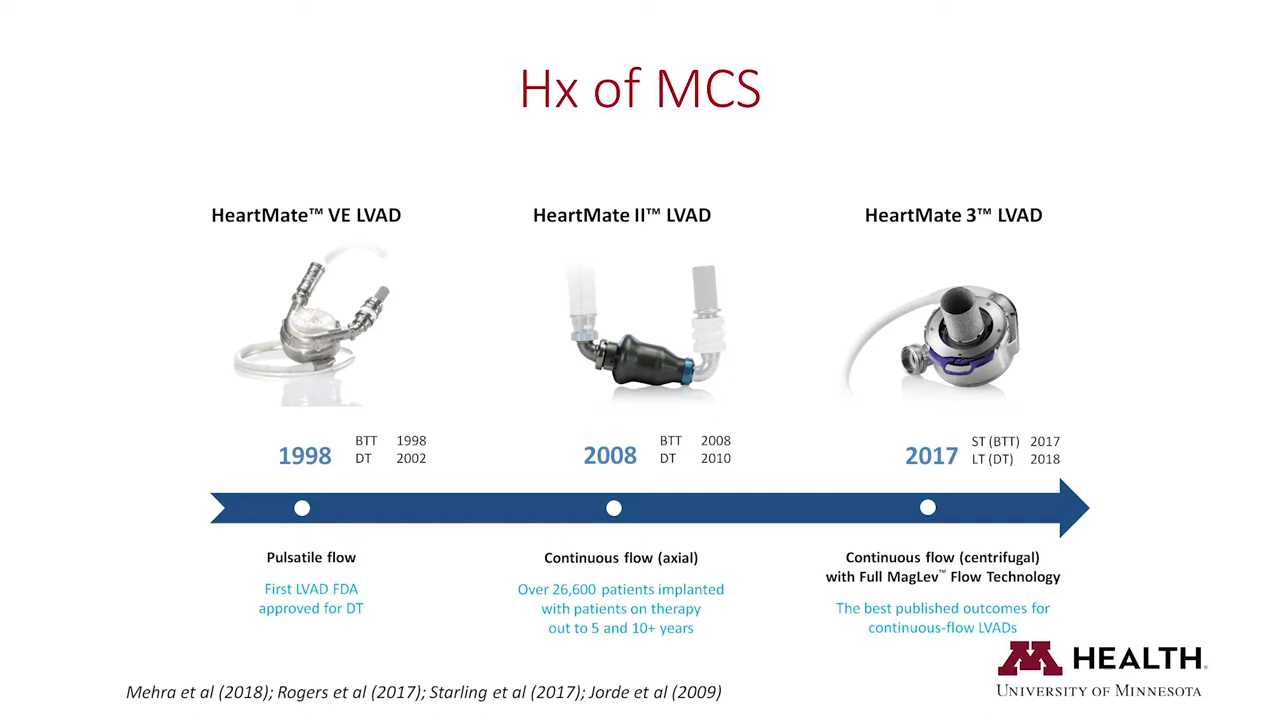 Hx of MCS
HeartMate™ VE LVAD
HeartMate II™ LVAD
HeartMate 3™ LVAD
1998
BTT 1998
DT 2002
2008
BTT 2008
DT 2010
2017
ST (BTT) 2017
LT (DT) 2018
Pulsatile flow
First LVAD FDA
approved for DT
Continuous flow (axial)
Over 26,600 patients implanted
with patients on therapy
out to 5 and 10+ years
Continuous flow (centrifugal)
with Full MagLev™ Flow Technology
The best published outcomes for
continuous-flow LVADs
M HEALTH
UNIVERSITY OF MINNESOTA
Mehra et al (2018); Rogers et al (2017); Starling et al (2017); Jorde et al (2009)